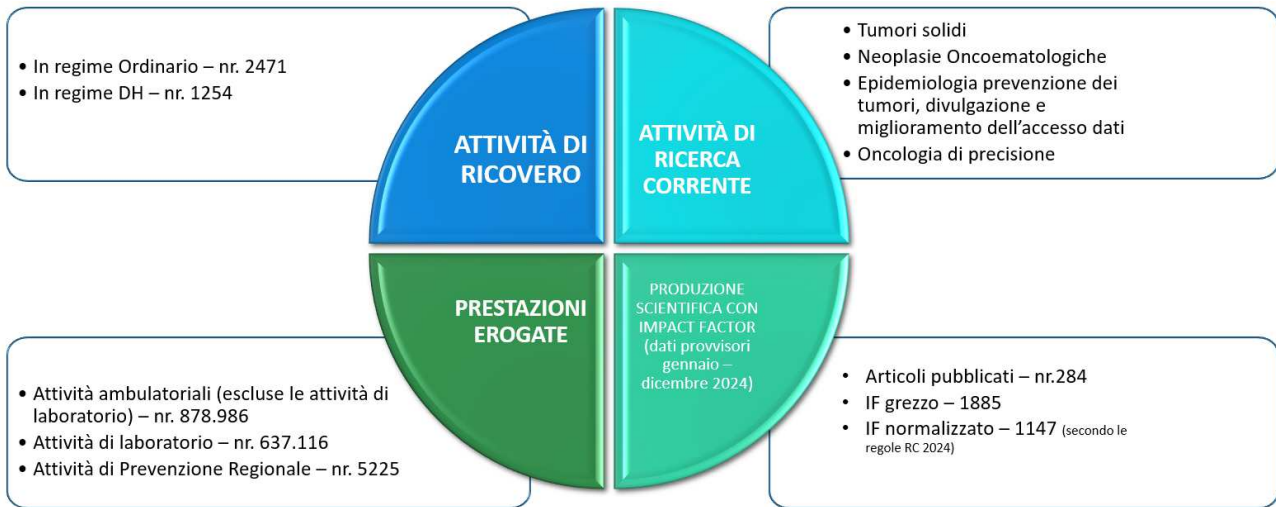 • In regime Ordinario – nr. 2471
• In regime DH – nr. 1254
ATTIVITÀ DI
RICOVERO
ATTIVITÀ DI
RICERCA
CORRENTE
• Tumori solidi
• Neoplasie Oncoematologiche
• Epidemiologia prevenzione dei
tumori, divulgazione e
miglioramento dell’accesso dati
• Oncologia di precisione
PRESTAZIONI
EROGATE
• Attività ambulatoriali (escluse le attività di
laboratorio) – nr. 878.986
• Attività di laboratorio – nr. 637.116
• Attività di Prevenzione Regionale – nr. 5225
PRODUZIONE
SCIENTIFICA CON
IMPACT FACTOR
(dati provvisori
gennaio –
dicembre 2024)
• Articoli pubblicati – nr.284
• IF grezzo – 1885
• IF normalizzato – 1147 (secondo le
regole RC 2024)